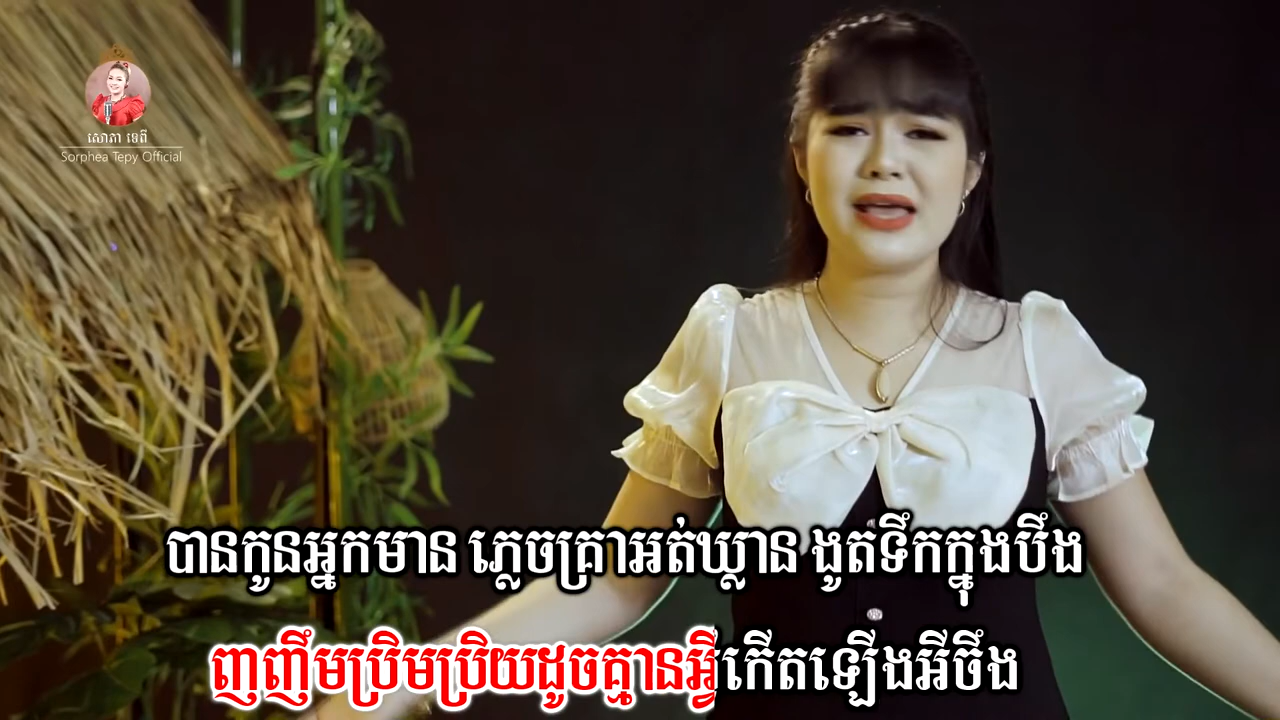 សោភា ទេពី
Sorphea Tepy Official
បានកូនអ្នកមាន ភ្លេចគ្រាអត់ឃ្លាន ងូតទឹកក្នុងបឹង
ញញឹមប្រិមប្រិយដូចគ្មានអ្វីកើតឡើងអីចឹង